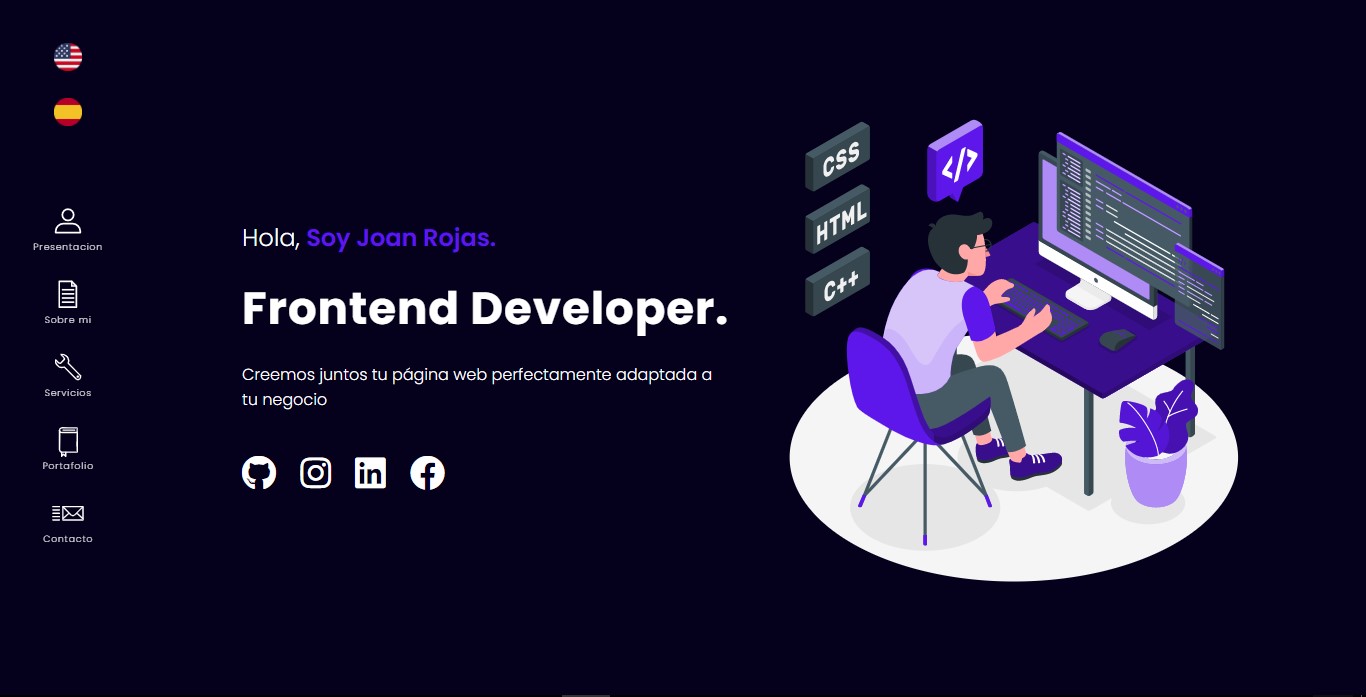 Presentacion
Sobre mi
Servicios
Portafolio
Contacto
Hola, Soy Joan Rojas.
Frontend Developer.
Creemos juntos tu página web perfectamente adaptada a
tu negocio
CSS
</>
HTML
C++